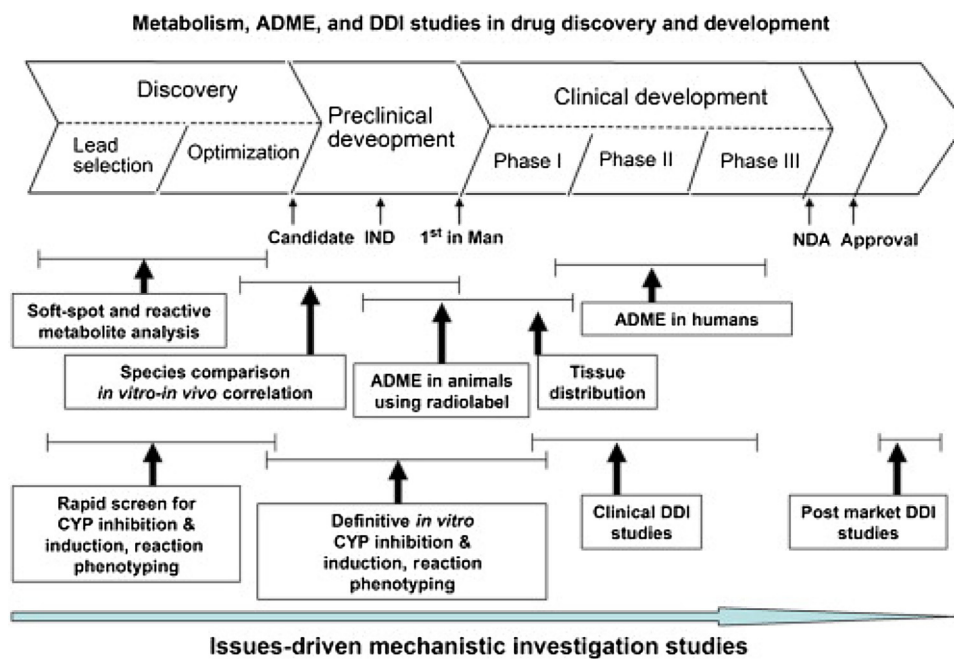 Metabolism, ADME, and DDI studies in drug discovery and development
Discovery
Lead
selection
Optimization
Preclinical
deveopment
Clinical development
Phase I
Phase II
Phase III
Candidate
IND
1st in Man
NDA
Approval
Soft-spot and reactive
metabolite analysis
Species comparison
in vitro-in vivo correlation
ADME in animals
using radiolabel
Tissue
distribution
ADME in humans
Rapid screen for
CYP inhibition &
induction, reaction
phenotyping
Definitive in vitro
CYP inhibition &
induction, reaction
phenotyping
Clinical DDI
studies
Post market DDI
studies
Issues-driven mechanistic investigation studies